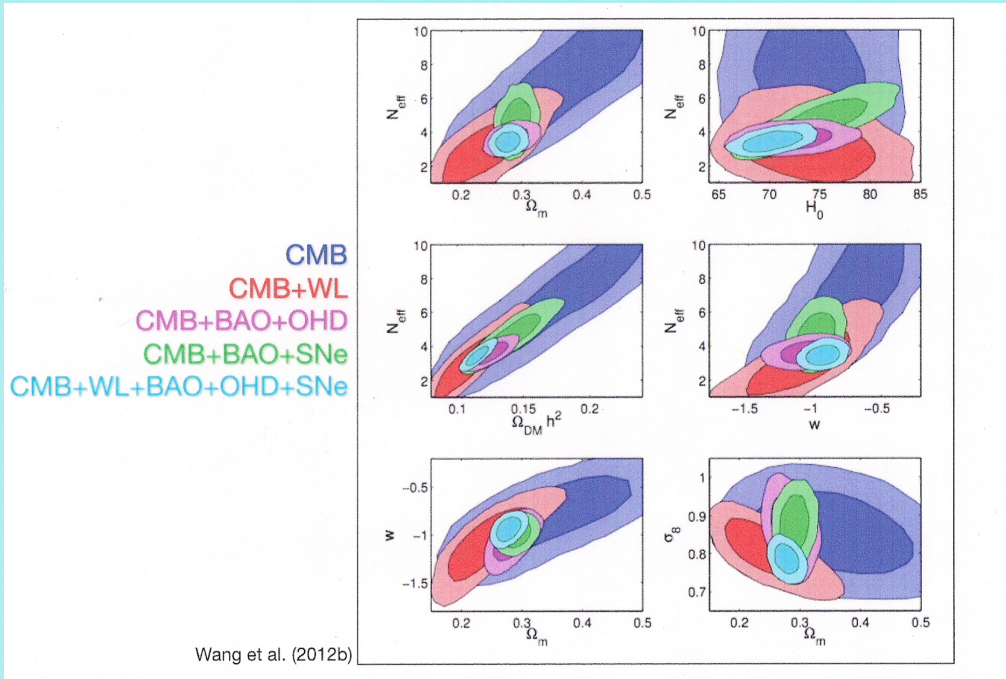 10
8
6
4
2
N_eff
0.2 0.3 0.4 0.5
Ω_m
10
8
6
4
2
N_eff
65 70 75 80 85
H_0
CMB
CMB+WL
CMB+BAO+OHD
CMB+BAO+SNe
CMB+WL+BAO+OHD+SNe
10
8
6
4
2
N_eff
0.1 0.15 0.2
Ω_DM h²
10
8
6
4
2
N_eff
−1.5 −1 −0.5
w
−0.5
−1
−1.5
w
0.2 0.3 0.4 0.5
Ω_m
1
0.9
0.8
0.7
σ_8
0.2 0.3 0.4 0.5
Ω_m
Wang et al. (2012b)